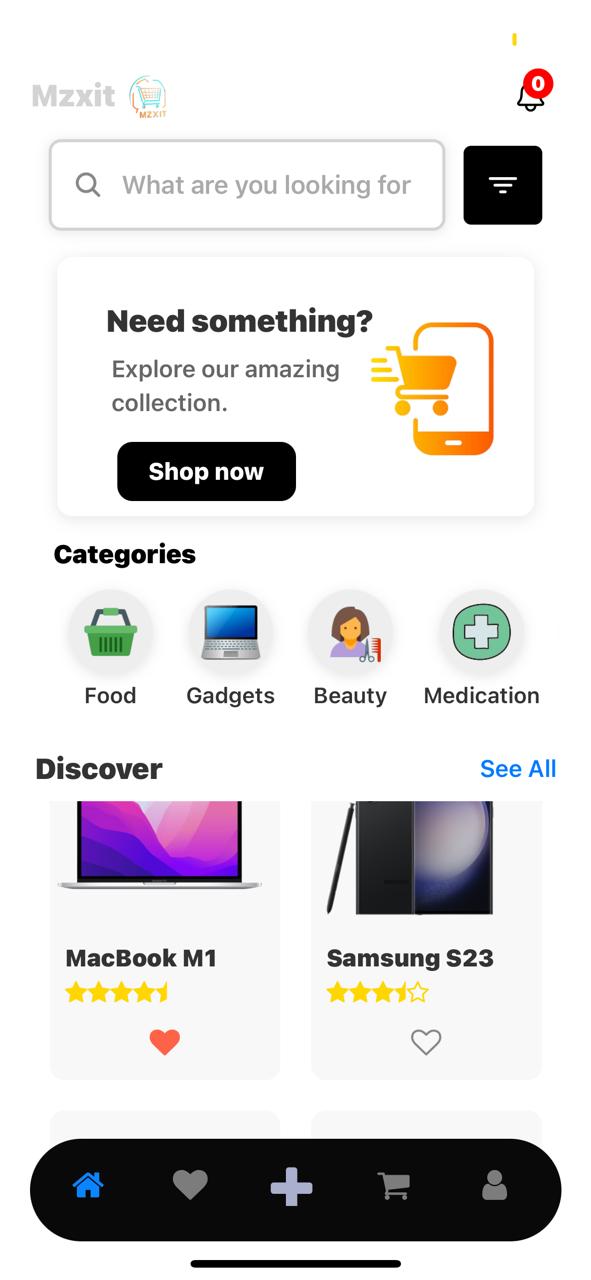 Mzxit
MZXIT
0
What are you looking for
Need something?
Explore our amazing
collection.
Shop now
Categories
Food
Gadgets
Beauty
Medication
Discover
See All
MacBook M1
Samsung S23